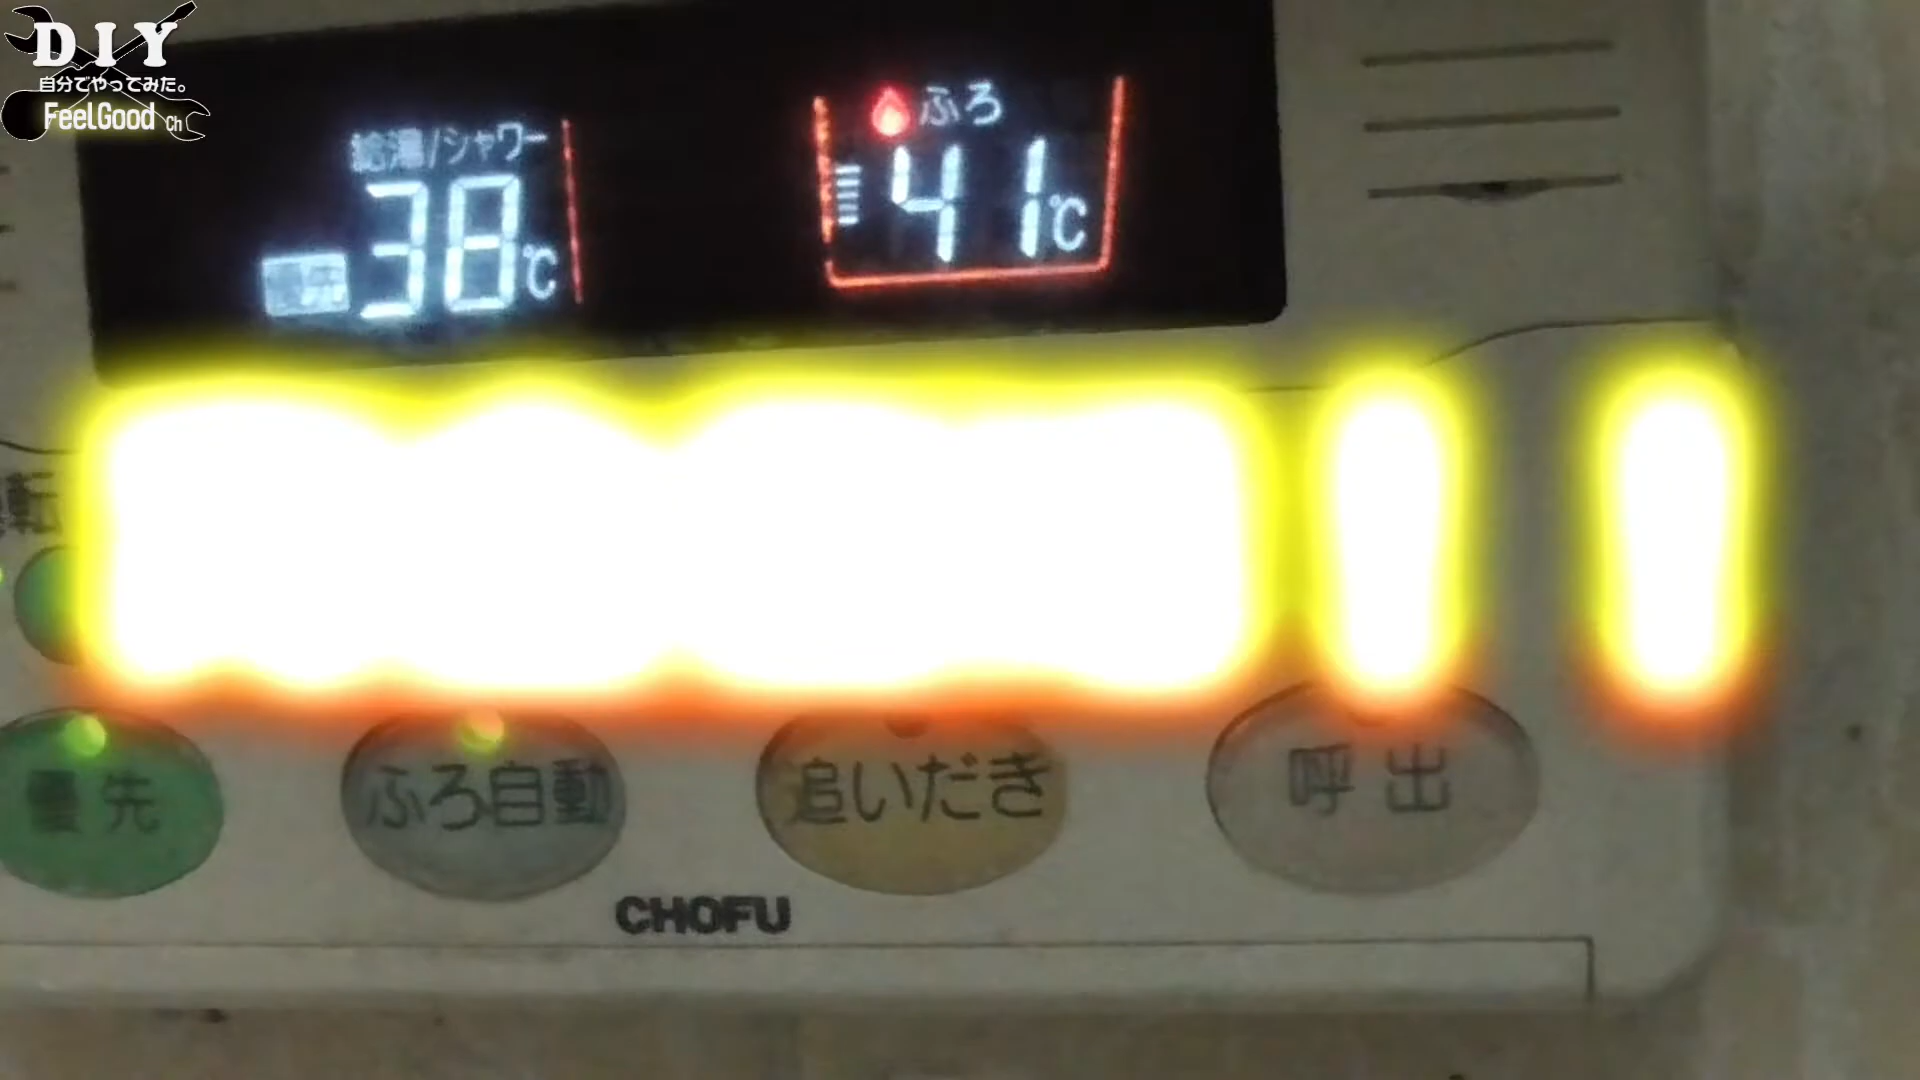 DIY
自分でやってみた。
FeelGood Ch
給湯/シャワー
38℃
ふろ
41℃
優先
ふろ自動
追いだき
呼出
CHOFU